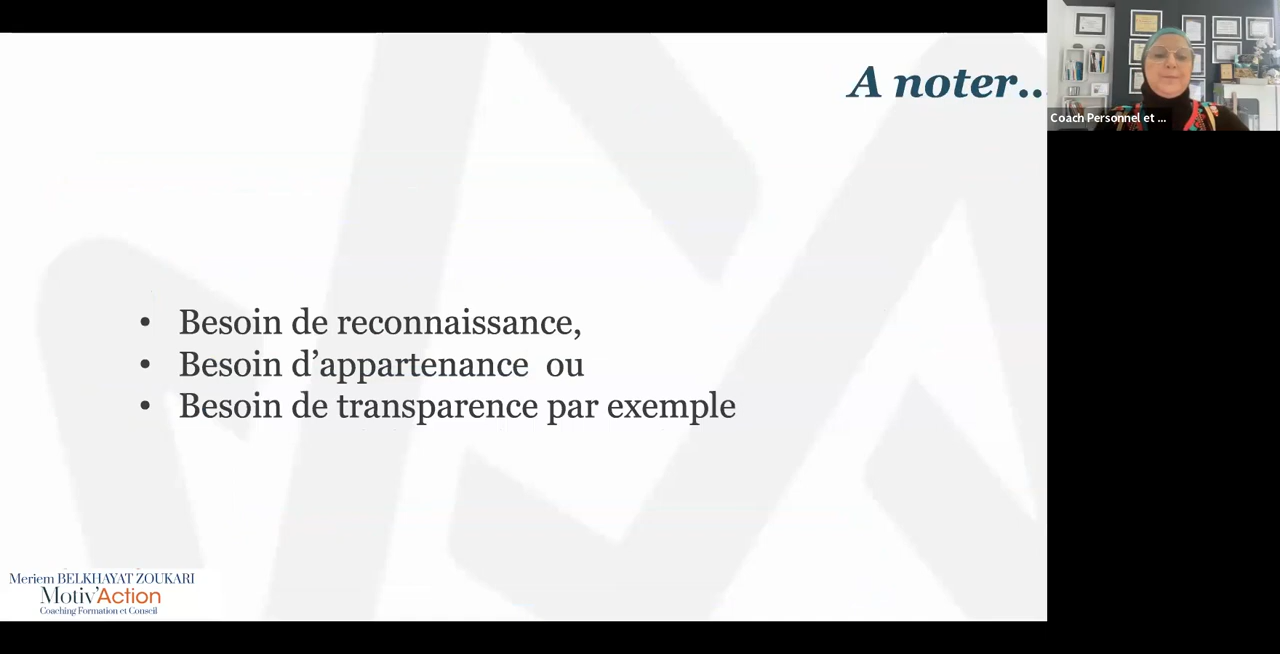 A noter..
Coach Personnel et ...
• Besoin de reconnaissance,
• Besoin d’appartenance ou
• Besoin de transparence par exemple
Meriem BELKHAYAT ZOUKARI
Motiv'Action
Coaching Formation et Conseil